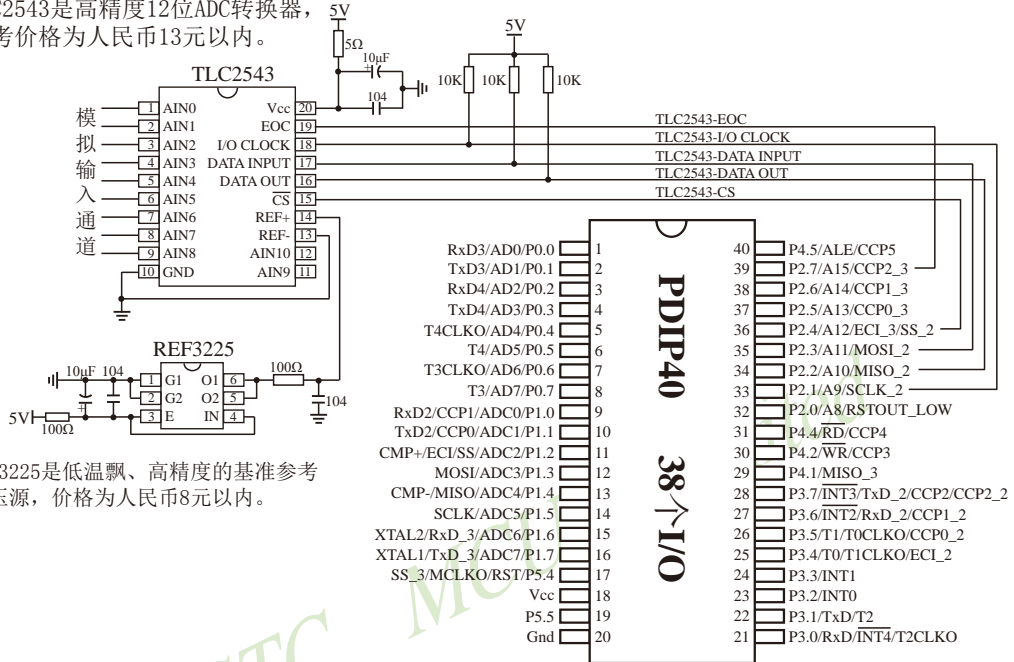 C2543是高精度12位ADC转换器，
考价格为人民币13元以内。
5V
5Ω
10μF
+
104
5V
10K
10K
10K
TLC2543
模拟输入通道
1 AIN0
2 AIN1
3 AIN2
4 AIN3
5 AIN4
6 AIN5
7 AIN6
8 AIN7
9 AIN8
10 GND
Vcc 20
EOC 19
I/O CLOCK 18
DATA INPUT 17
DATA OUT 16
CS 15
REF+ 14
REF- 13
AIN10 12
AIN9 11
TLC2543-EOC
TLC2543-I/O CLOCK
TLC2543-DATA INPUT
TLC2543-DATA OUT
TLC2543-CS
REF3225
10μF 104
+
1 G1
2 G2
3 E
O1 6
O2 5
IN 4
100Ω
104
5V
100Ω
3225是低温飘、高精度的基准参考
压源，价格为人民币8元以内。
PDIP40
38个I/O
RxD3/AD0/P0.0 1
TxD3/AD1/P0.1 2
RxD4/AD2/P0.2 3
TxD4/AD3/P0.3 4
T4CLKO/AD4/P0.4 5
T4/AD5/P0.5 6
T3CLKO/AD6/P0.6 7
T3/AD7/P0.7 8
RxD2/CCP1/ADC0/P1.0 9
TxD2/CCP0/ADC1/P1.1 10
CMP+/ECI/SS/ADC2/P1.2 11
MOSI/ADC3/P1.3 12
CMP-/MISO/ADC4/P1.4 13
SCLK/ADC5/P1.5 14
XTAL2/RxD_3/ADC6/P1.6 15
XTAL1/TxD_3/ADC7/P1.7 16
SS_3/MCLKO/RST/P5.4 17
Vcc 18
P5.5 19
Gnd 20
40 P4.5/ALE/CCP5
39 P2.7/A15/CCP2_3
38 P2.6/A14/CCP1_3
37 P2.5/A13/CCP0_3
36 P2.4/A12/ECI_3/SS_2
35 P2.3/A11/MOSI_2
34 P2.2/A10/MISO_2
33 P2.1/A9/SCLK_2
32 P2.0/A8/RSTOUT_LOW
31 P4.4/RD/CCP4
30 P4.2/WR/CCP3
29 P4.1/MISO_3
28 P3.7/INT3/TxD_2/CCP2/CCP2_2
27 P3.6/INT2/RxD_2/CCP1_2
26 P3.5/T1/T0CLKO/CCP0_2
25 P3.4/T0/T1CLKO/ECI_2
24 P3.3/INT1
23 P3.2/INT0
22 P3.1/TxD/T2
21 P3.0/RxD/INT4/T2CLKO
STC MCU